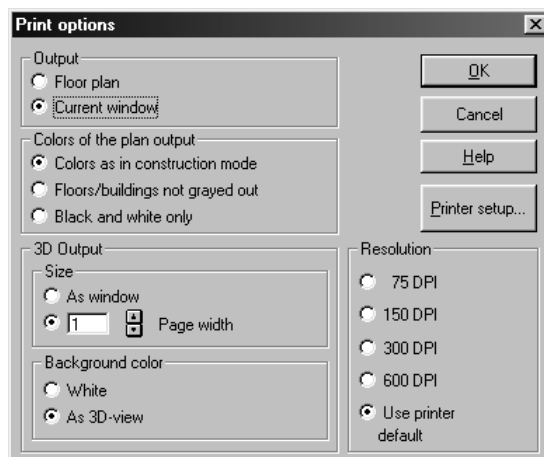 Print options
Output
Floor plan
Current window
OK
Cancel
Help
Printer setup...
Colors of the plan output
Colors as in construction mode
Floors/buildings not grayed out
Black and white only
3D Output
Size
As window
1 Page width
Background color
White
As 3D-view
Resolution
75 DPI
150 DPI
300 DPI
600 DPI
Use printer
default